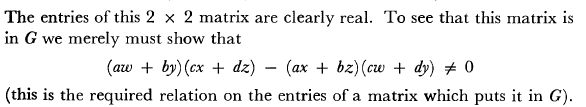 The entries of this 2 × 2 matrix are clearly real. To see that this matrix is
in G we merely must show that
(aw + by)(cx + dz) − (ax + bz)(cw + dy) ≠ 0
(this is the required relation on the entries of a matrix which puts it in G).